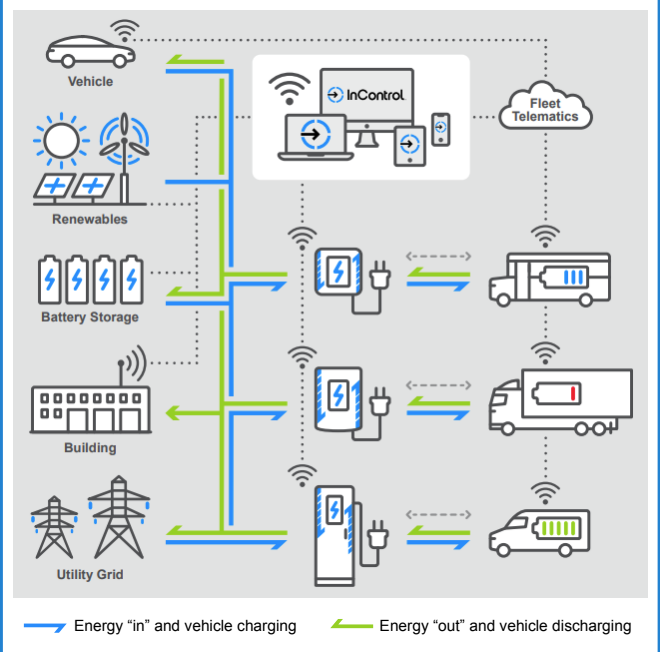 Vehicle
InControl
Fleet
Telematics
Renewables
Battery Storage
Building
Utility Grid
Energy “in” and vehicle charging
Energy “out” and vehicle discharging